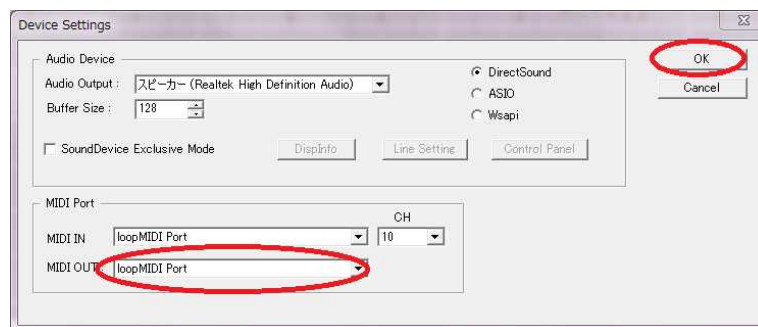 Device Settings
Audio Device
Audio Output : スピーカー (Realtek High Definition Audio)
Buffer Size : 128
DirectSound
ASIO
Wsapi
OK
Cancel
SoundDevice Exclusive Mode
DispInfo
Line Setting
Control Panel
MIDI Port
CH
MIDI IN loopMIDI Port 10
MIDI OUT loopMIDI Port